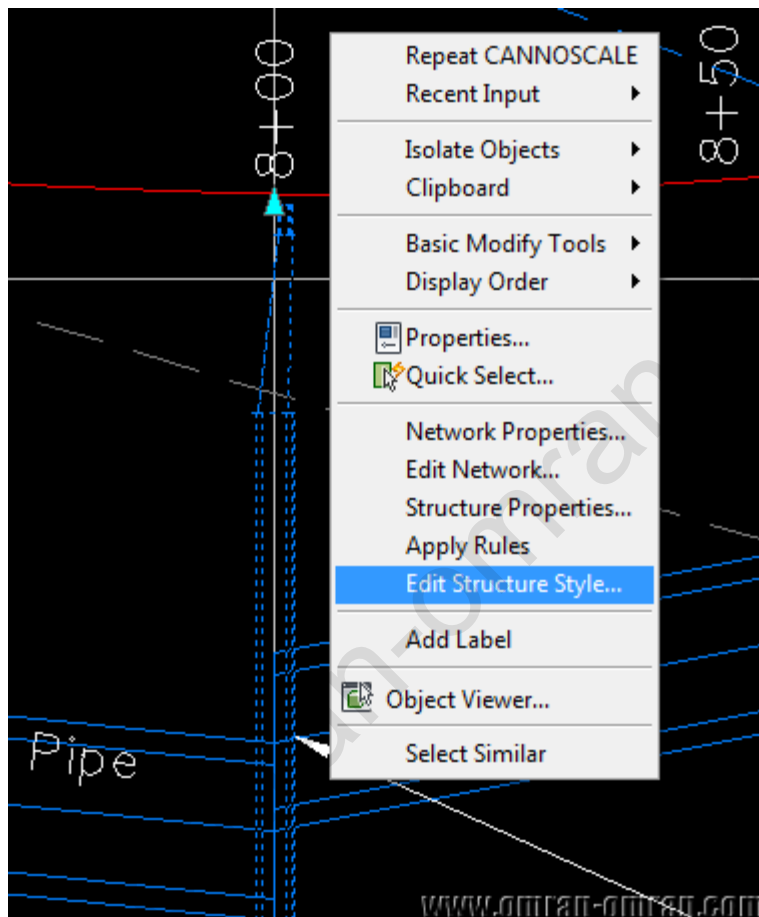 8+00
8+50
Repeat CANNOSCALE
Recent Input
Isolate Objects
Clipboard
Basic Modify Tools
Display Order
Properties...
Quick Select...
Network Properties...
Edit Network...
Structure Properties...
Apply Rules
Edit Structure Style...
Add Label
Object Viewer...
Select Similar
Pipe
www.omran-omran.com